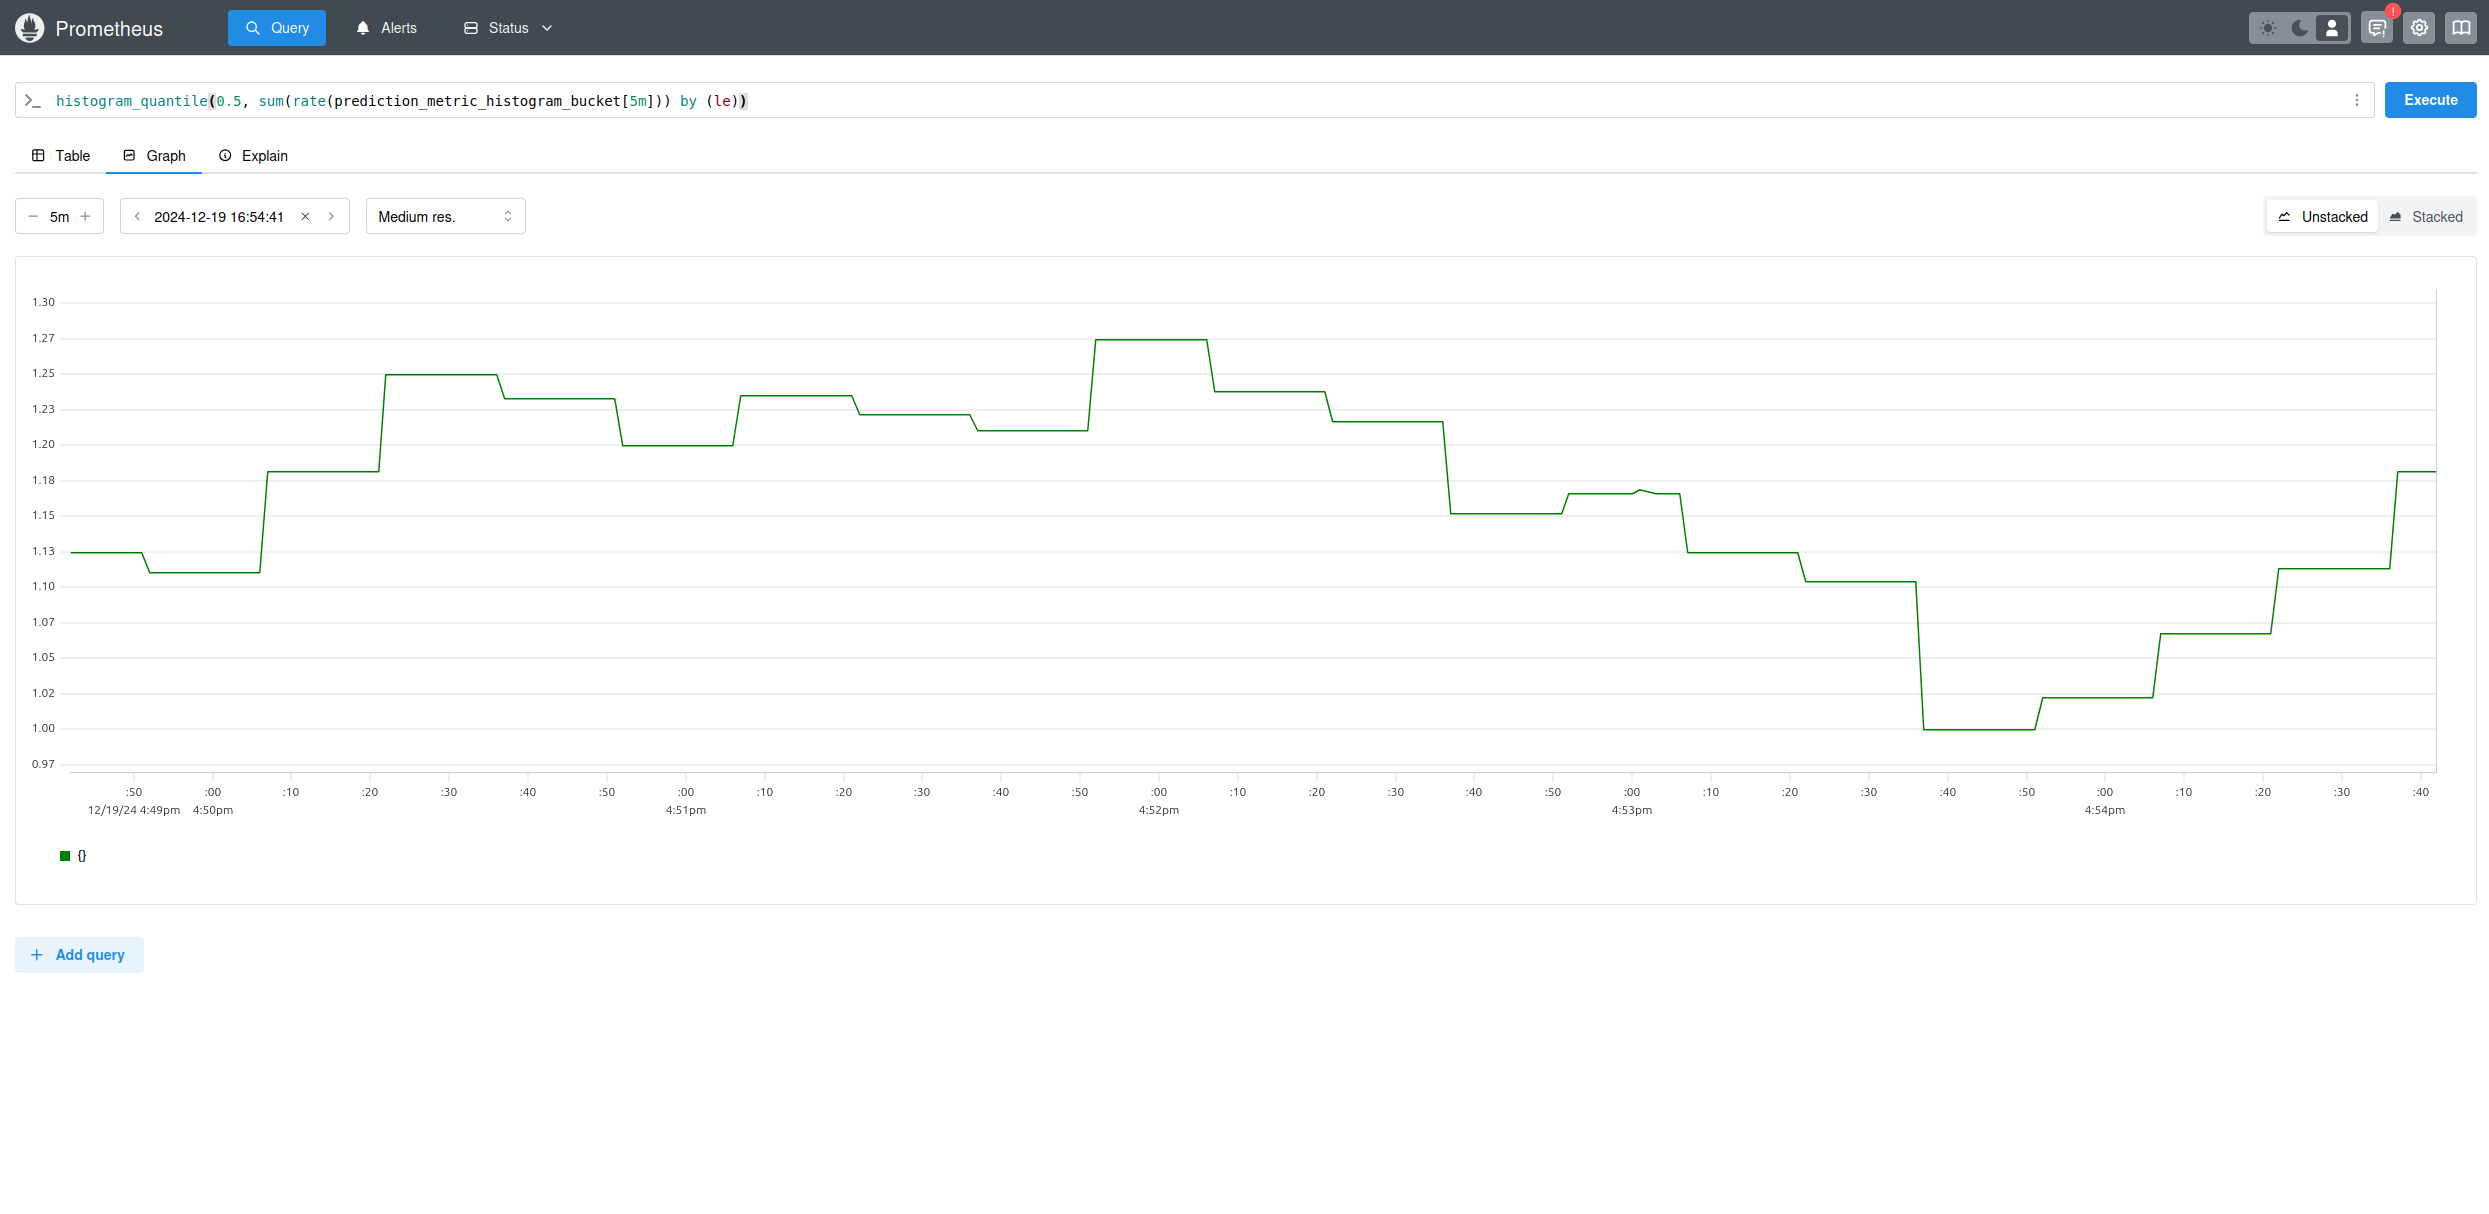 Prometheus Query Alerts Status !
histogram_quantile(0.5, sum(rate(prediction_metric_histogram_bucket[5m])) by (le)) Execute
Table Graph Explain
5m 2024-12-19 16:54:41 Medium res. Unstacked Stacked
1.30
1.27
1.25
1.23
1.20
1.18
1.15
1.13
1.10
1.07
1.05
1.02
1.00
0.97
:50 :00 :10 :20 :30 :40 :50 :00 :10 :20 :30 :40 :50 :00 :10 :20 :30 :40 :50 :00 :10 :20 :30 :40 :50 :00 :10 :20 :30 :40
12/19/24 4:49pm 4:50pm 4:51pm 4:52pm 4:53pm 4:54pm
{}
Add query